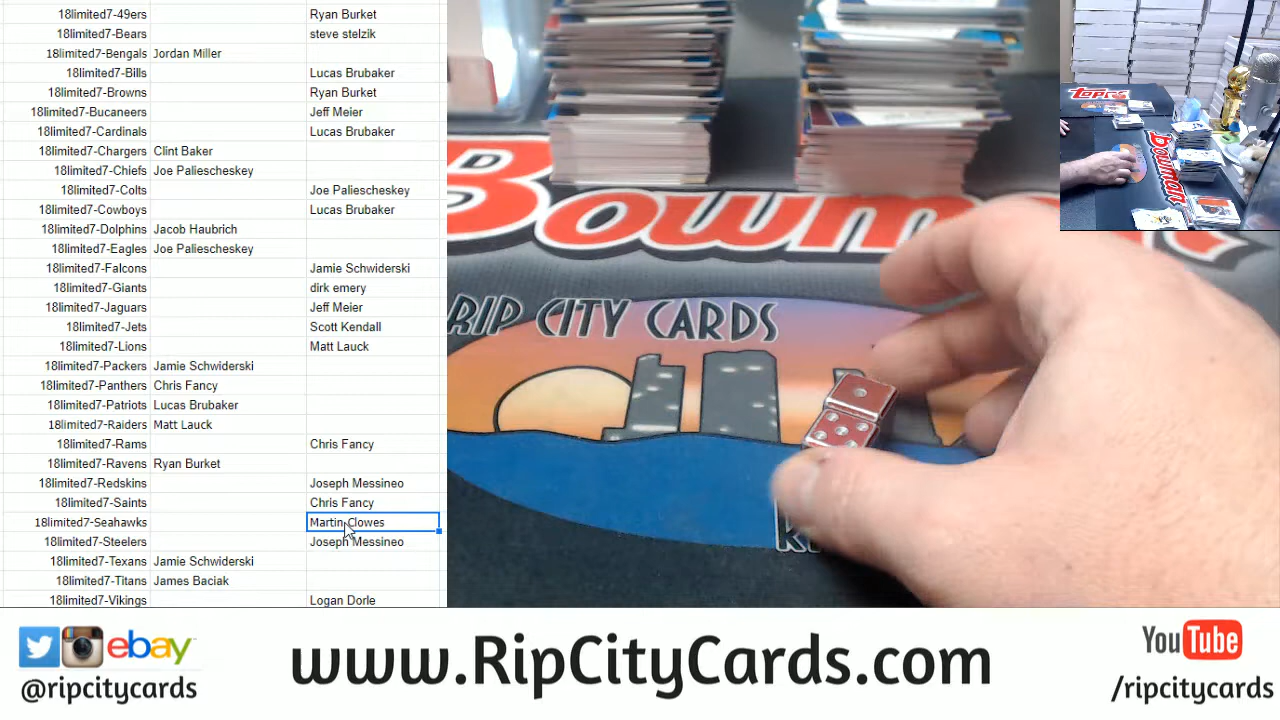 18limited7-49ers Ryan Burket
18limited7-Bears steve stelzik
18limited7-Bengals Jordan Miller
18limited7-Bills Lucas Brubaker
18limited7-Browns Ryan Burket
18limited7-Bucaneers Jeff Meier
18limited7-Cardinals Lucas Brubaker
18limited7-Chargers Clint Baker
18limited7-Chiefs Joe Paliescheskey
18limited7-Colts Joe Paliescheskey
18limited7-Cowboys Lucas Brubaker
18limited7-Dolphins Jacob Haubrich
18limited7-Eagles Joe Paliescheskey
18limited7-Falcons Jamie Schwiderski
18limited7-Giants dirk emery
18limited7-Jaguars Jeff Meier
18limited7-Jets Scott Kendall
18limited7-Lions Matt Lauck
18limited7-Packers Jamie Schwiderski
18limited7-Panthers Chris Fancy
18limited7-Patriots Lucas Brubaker
18limited7-Raiders Matt Lauck
18limited7-Rams Chris Fancy
18limited7-Ravens Ryan Burket
18limited7-Redskins Joseph Messineo
18limited7-Saints Chris Fancy
18limited7-Seahawks Martin Clowes
18limited7-Steelers Joseph Messineo
18limited7-Texans Jamie Schwiderski
18limited7-Titans James Baciak
18limited7-Vikings Logan Dorle
Bowm
RIP CITY CARDS
TOPPS
Bowman
ebay
@ripcitycards
www.RipCityCards.com
YouTube
/ripcitycards